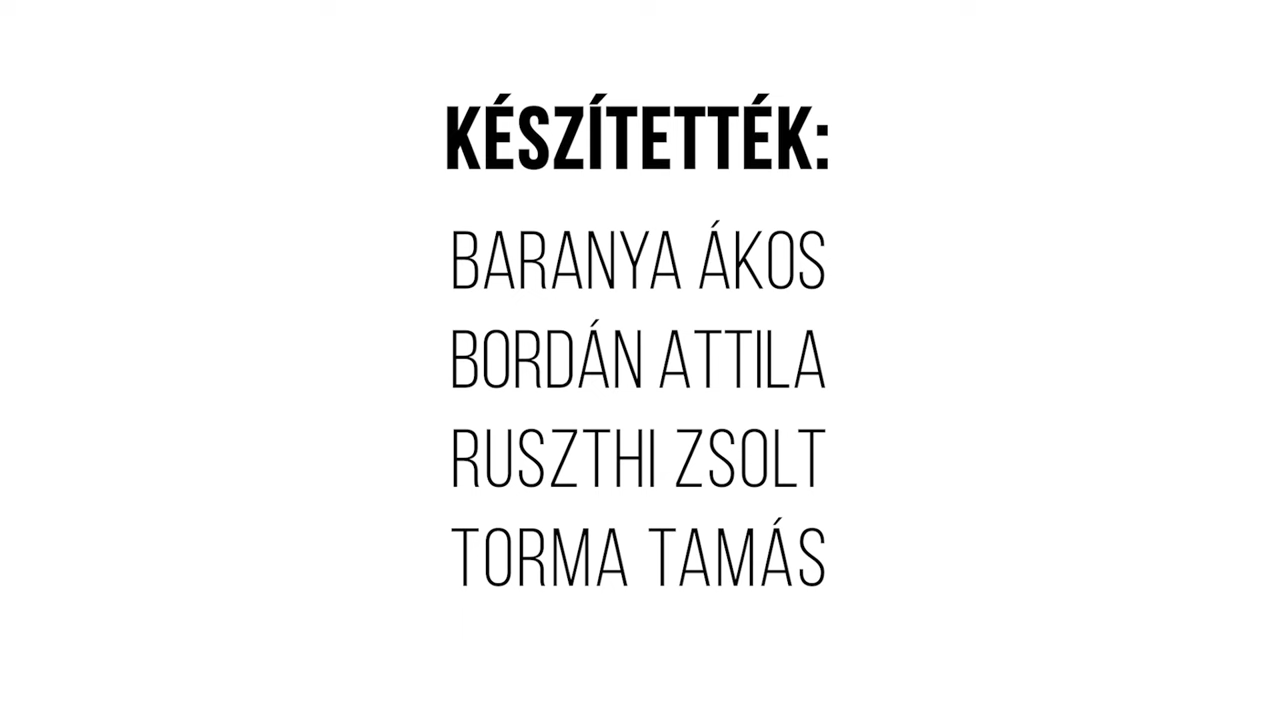 KÉSZÍTETTÉK:
BARANYA ÁKOS
BORDÁN ATTILA
RUSZTHI ZSOLT
TORMA TAMÁS